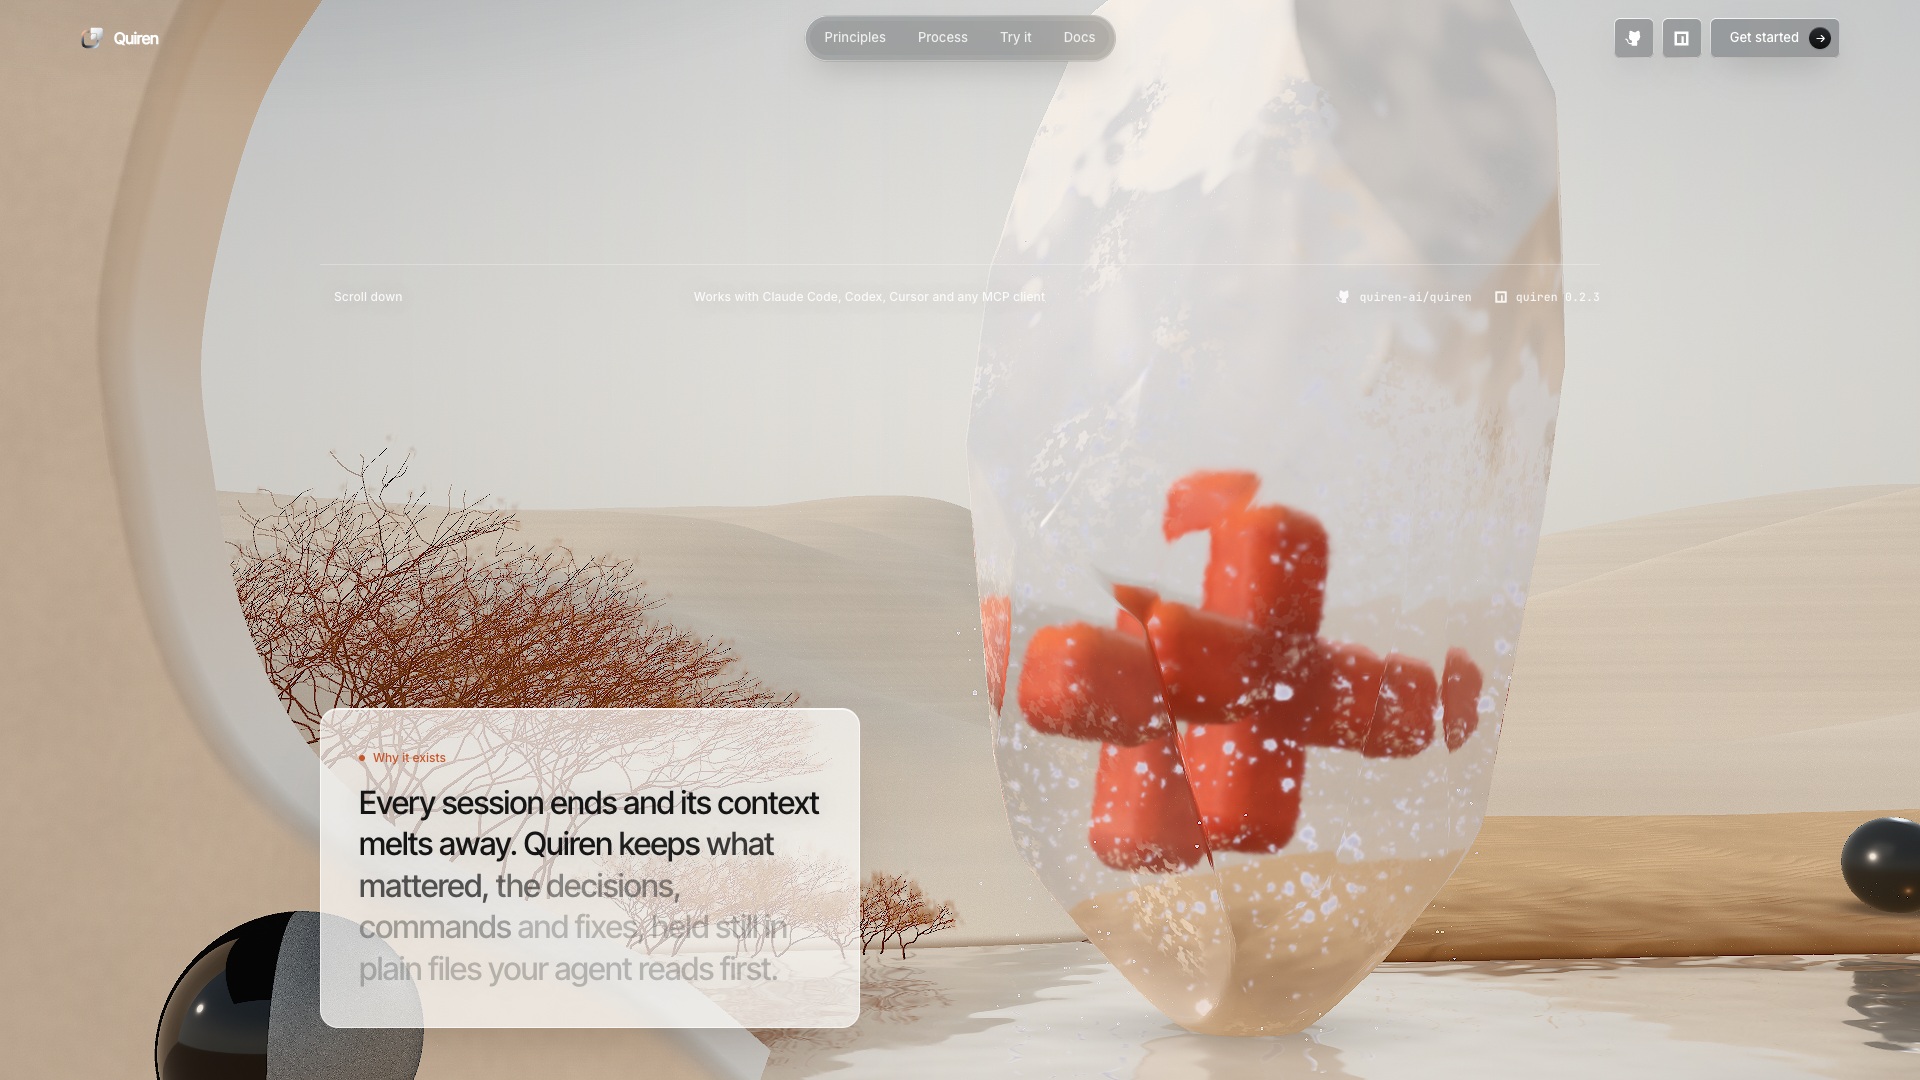 Quiren
Principles
Process
Try it
Docs
Get started
Scroll down
Works with Claude Code, Codex, Cursor and any MCP client
quiren-ai/quiren
quiren 0.2.3
Why it exists
Every session ends and its context
melts away. Quiren keeps what
mattered, the decisions,
commands and fixes, held still in
plain files your agent reads first.